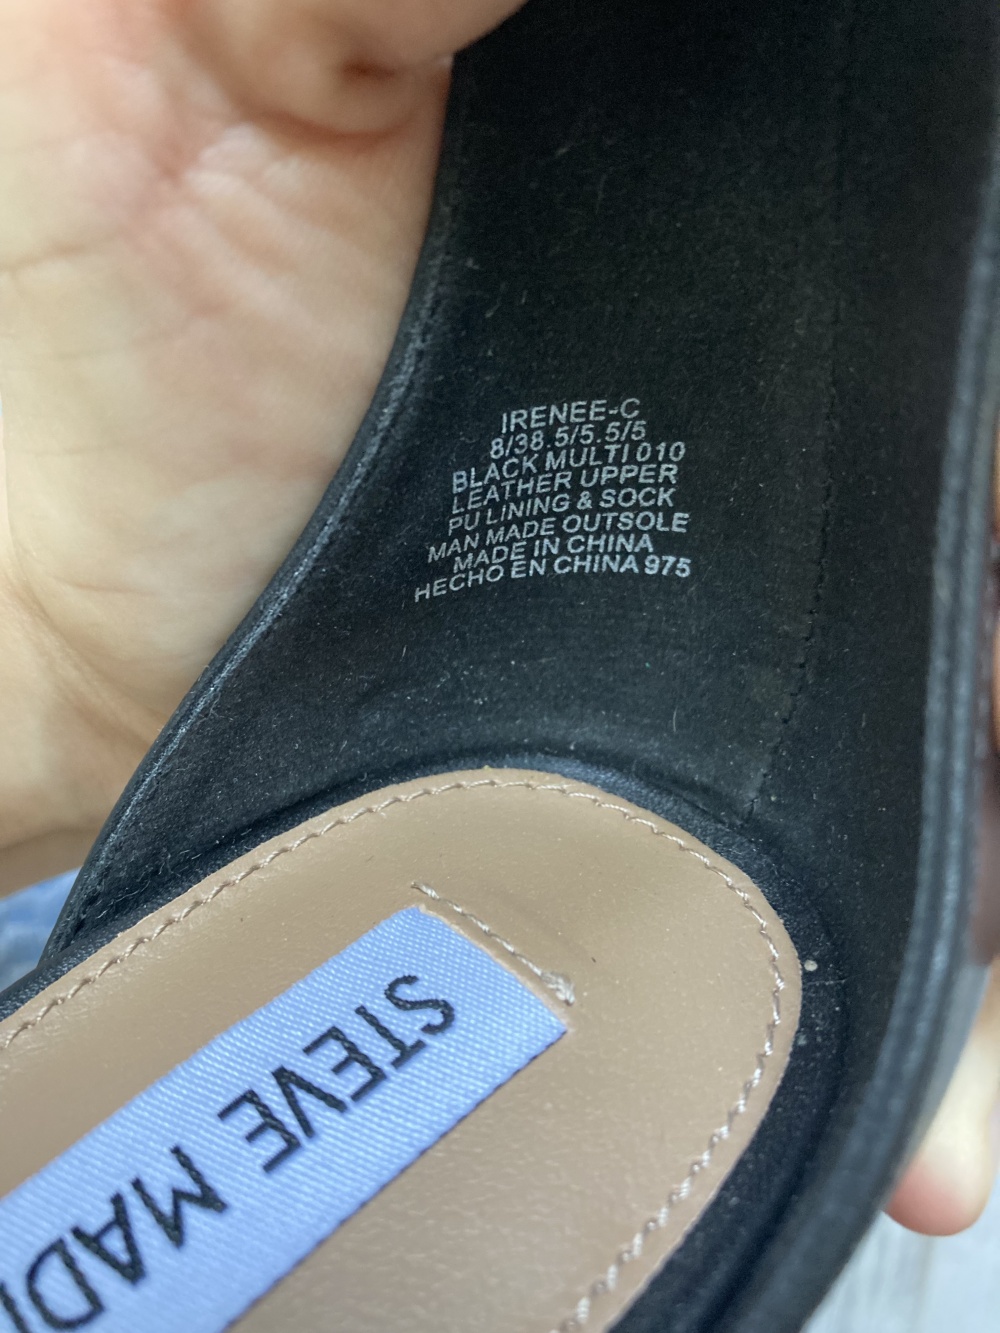 IRENEE-C
8/38.5/5.5/5
BLACK MULTI 010
LEATHER UPPER
PU LINING & SOCK
MAN MADE OUTSOLE
MADE IN CHINA
HECHO EN CHINA 975
STEVE MAD